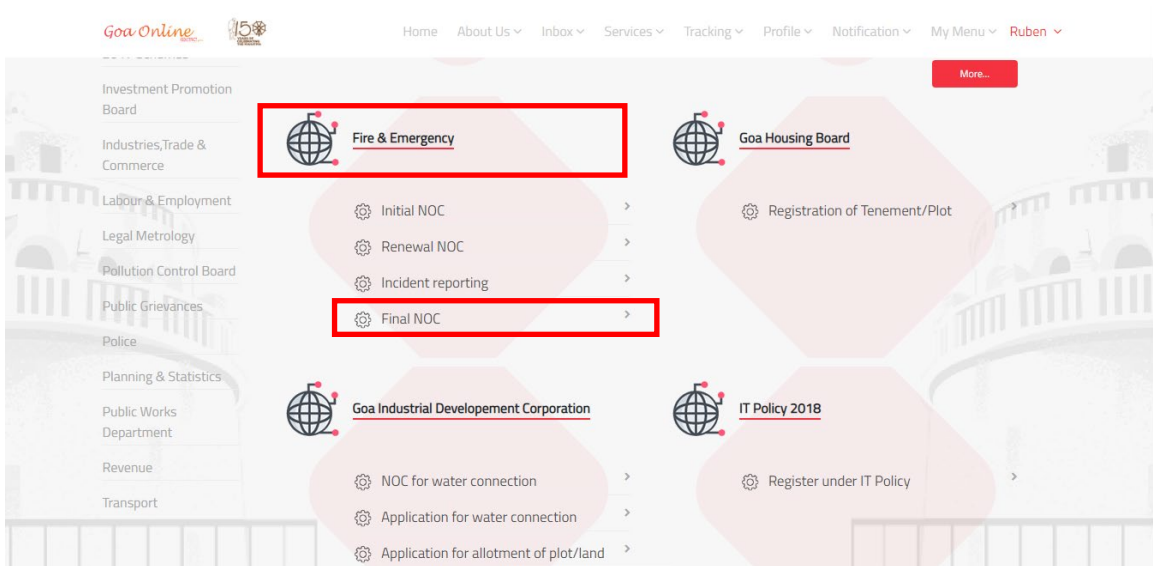 Goa Online
150
Home About Us Inbox Services Tracking Profile Notification My Menu Ruben
More...
Investment Promotion
Board
Industries,Trade &
Commerce
Labour & Employment
Legal Metrology
Pollution Control Board
Public Grievances
Police
Planning & Statistics
Public Works
Department
Revenue
Transport
Fire & Emergency
Initial NOC
Renewal NOC
Incident reporting
Final NOC
Goa Housing Board
Registration of Tenement/Plot
Goa Industrial Developement Corporation
NOC for water connection
Application for water connection
Application for allotment of plot/land
IT Policy 2018
Register under IT Policy